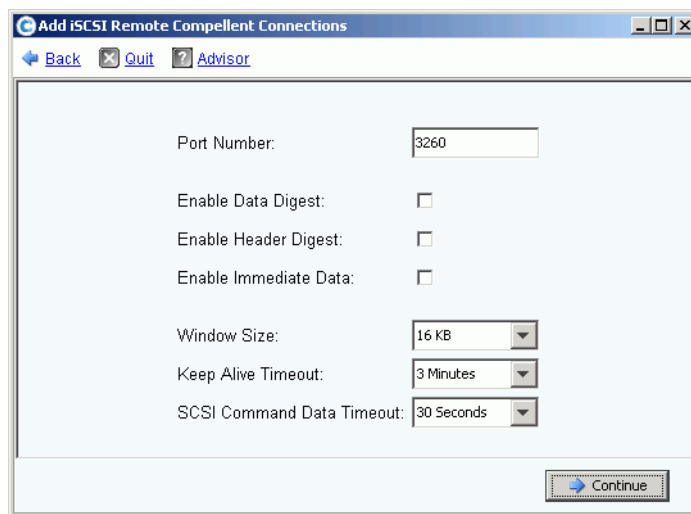 Add iSCSI Remote Compellent Connections
Back Quit Advisor
Port Number: 3260
Enable Data Digest:
Enable Header Digest:
Enable Immediate Data:
Window Size: 16 KB
Keep Alive Timeout: 3 Minutes
SCSI Command Data Timeout: 30 Seconds
Continue